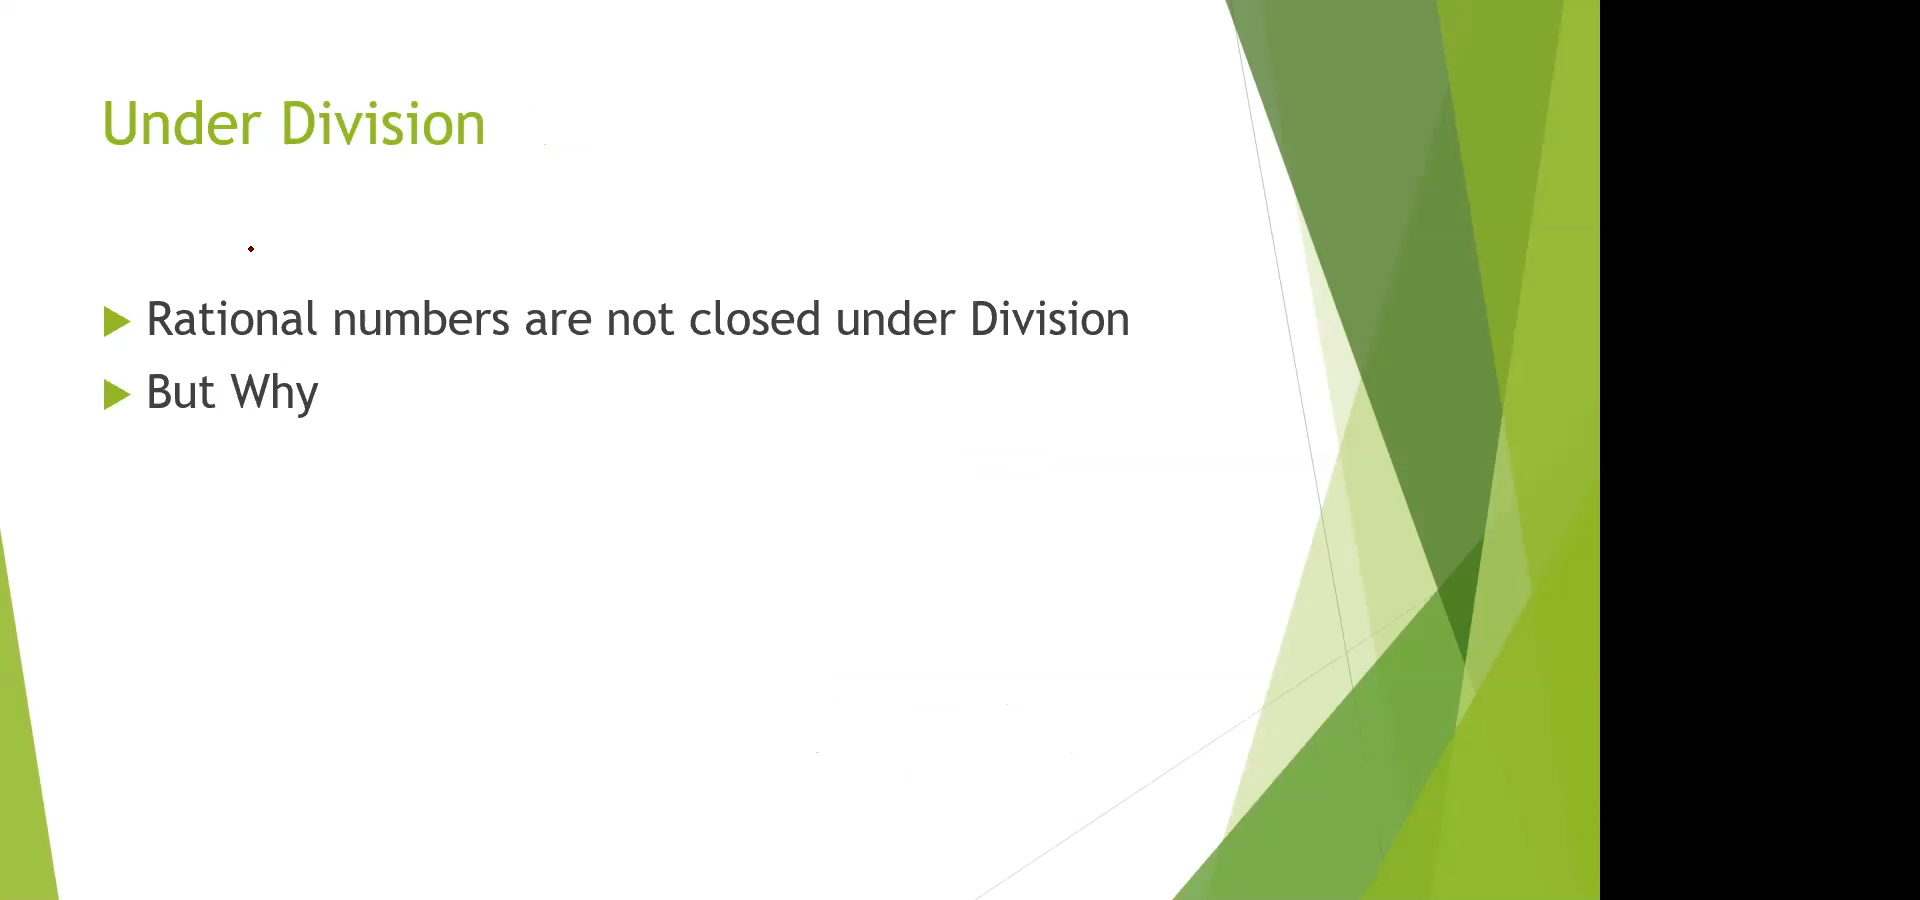 Under Division
Rational numbers are not closed under Division
But Why